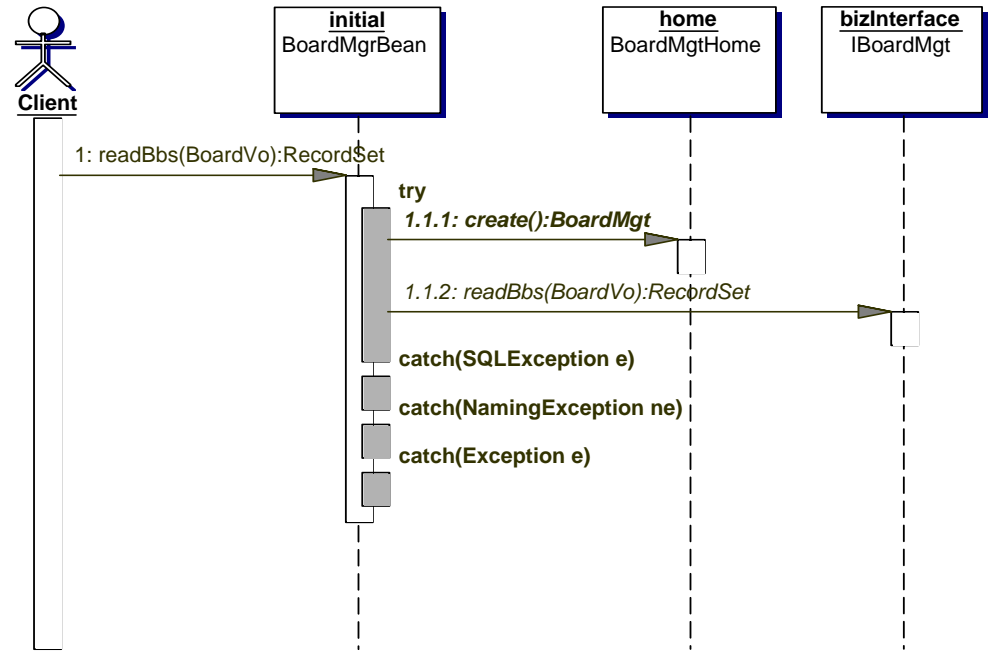 initial
BoardMgrBean
home
BoardMgtHome
bizInterface
IBoardMgt
Client
1: readBbs(BoardVo):RecordSet
try
1.1.1: create():BoardMgt
1.1.2: readBbs(BoardVo):RecordSet
catch(SQLException e)
catch(NamingException ne)
catch(Exception e)